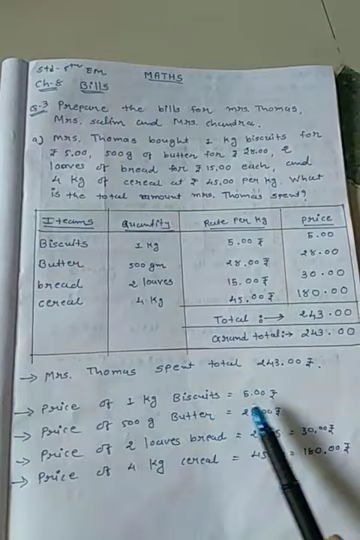 Std-5th EM
MATHS
Ch-8 Bills
Q-3 Prepare the bills for mrs. Thomas,
Mrs. Salim and Mrs. Chandra.
a) Mrs. Thomas bought 1 Kg biscuits for
₹ 5.00, 500g of butter for ₹ 28.00, 2
loaves of bread for ₹ 15.00 each, and
4 Kg of cereal at ₹ 45.00 per Kg. What
is the total amount mrs. Thomas spent?
Iteams Quantity Rate Per Kg price
Biscuits 1 Kg 5.00 ₹ 5.00
Butter 500 gm 28.00 ₹ 28.00
bread 2 loaves 15.00 ₹ 30.00
cereal 4 Kg 45.00 ₹ 180.00
Total :→ 243.00
Grand total:→ 243.00
→ Mrs. Thomas spent total 243.00 ₹.
→ Price of 1 Kg Biscuits = 5.00 ₹
→ Price of 500 g Butter =
→ Price of 2 loaves bread = = 30.00 ₹
→ Price of 4 Kg cereal = = 180.00 ₹